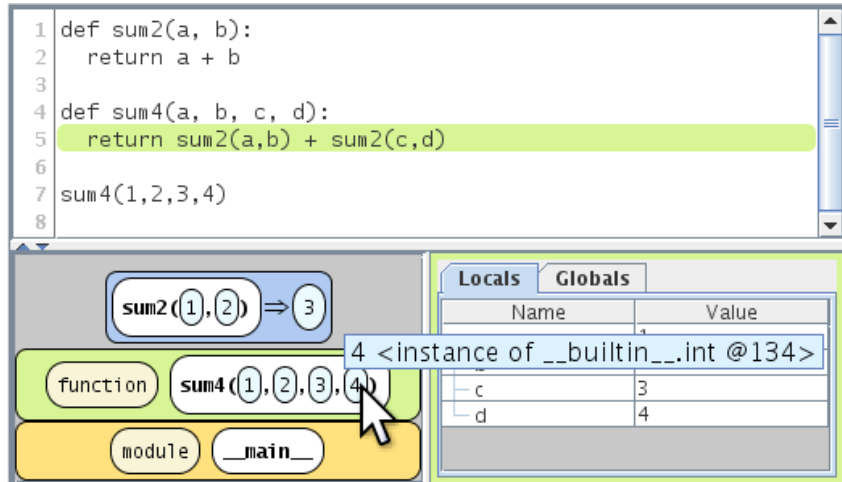 1 def sum2(a, b):
2   return a + b
3
4 def sum4(a, b, c, d):
5   return sum2(a,b) + sum2(c,d)
6
7 sum4(1,2,3,4)
8
sum2(1,2)⇒3
function sum4(1,2,3,4)
module __main__
Locals Globals
Name Value
4 <instance of __builtin__.int @134>
c 3
d 4